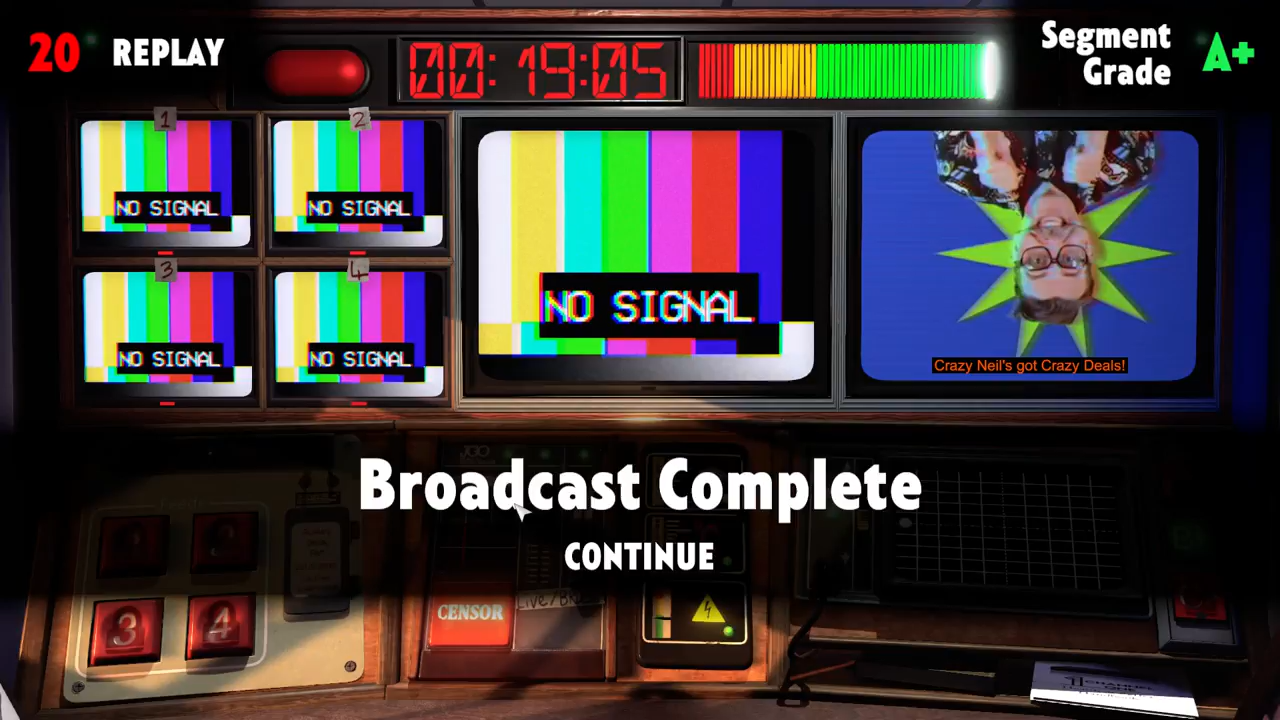 20 REPLAY
00:19:05
Segment
Grade
A+
1
2
NO SIGNAL
NO SIGNAL
3
4
NO SIGNAL
NO SIGNAL
NO SIGNAL
Crazy Neil's got Crazy Deals!
Broadcast Complete
CONTINUE
3
4
CENSOR